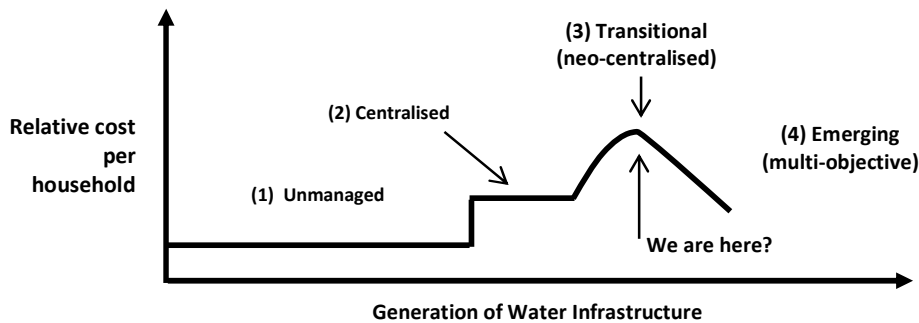 (3) Transitional
(neo-centralised)
(2) Centralised
Relative cost
per
household
(4) Emerging
(multi-objective)
(1) Unmanaged
We are here?
Generation of Water Infrastructure